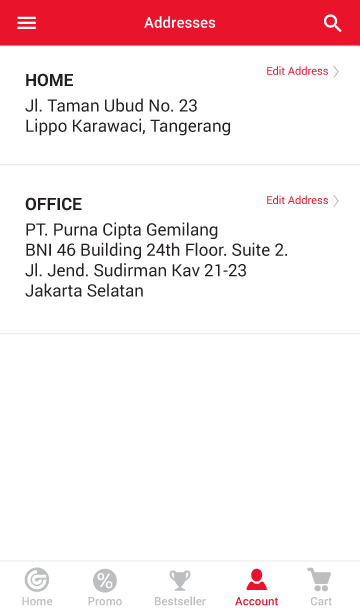 Addresses
HOME
Edit Address
Jl. Taman Ubud No. 23
Lippo Karawaci, Tangerang
OFFICE
Edit Address
PT. Purna Cipta Gemilang
BNI 46 Building 24th Floor. Suite 2.
Jl. Jend. Sudirman Kav 21-23
Jakarta Selatan
Home
Promo
Bestseller
Account
Cart